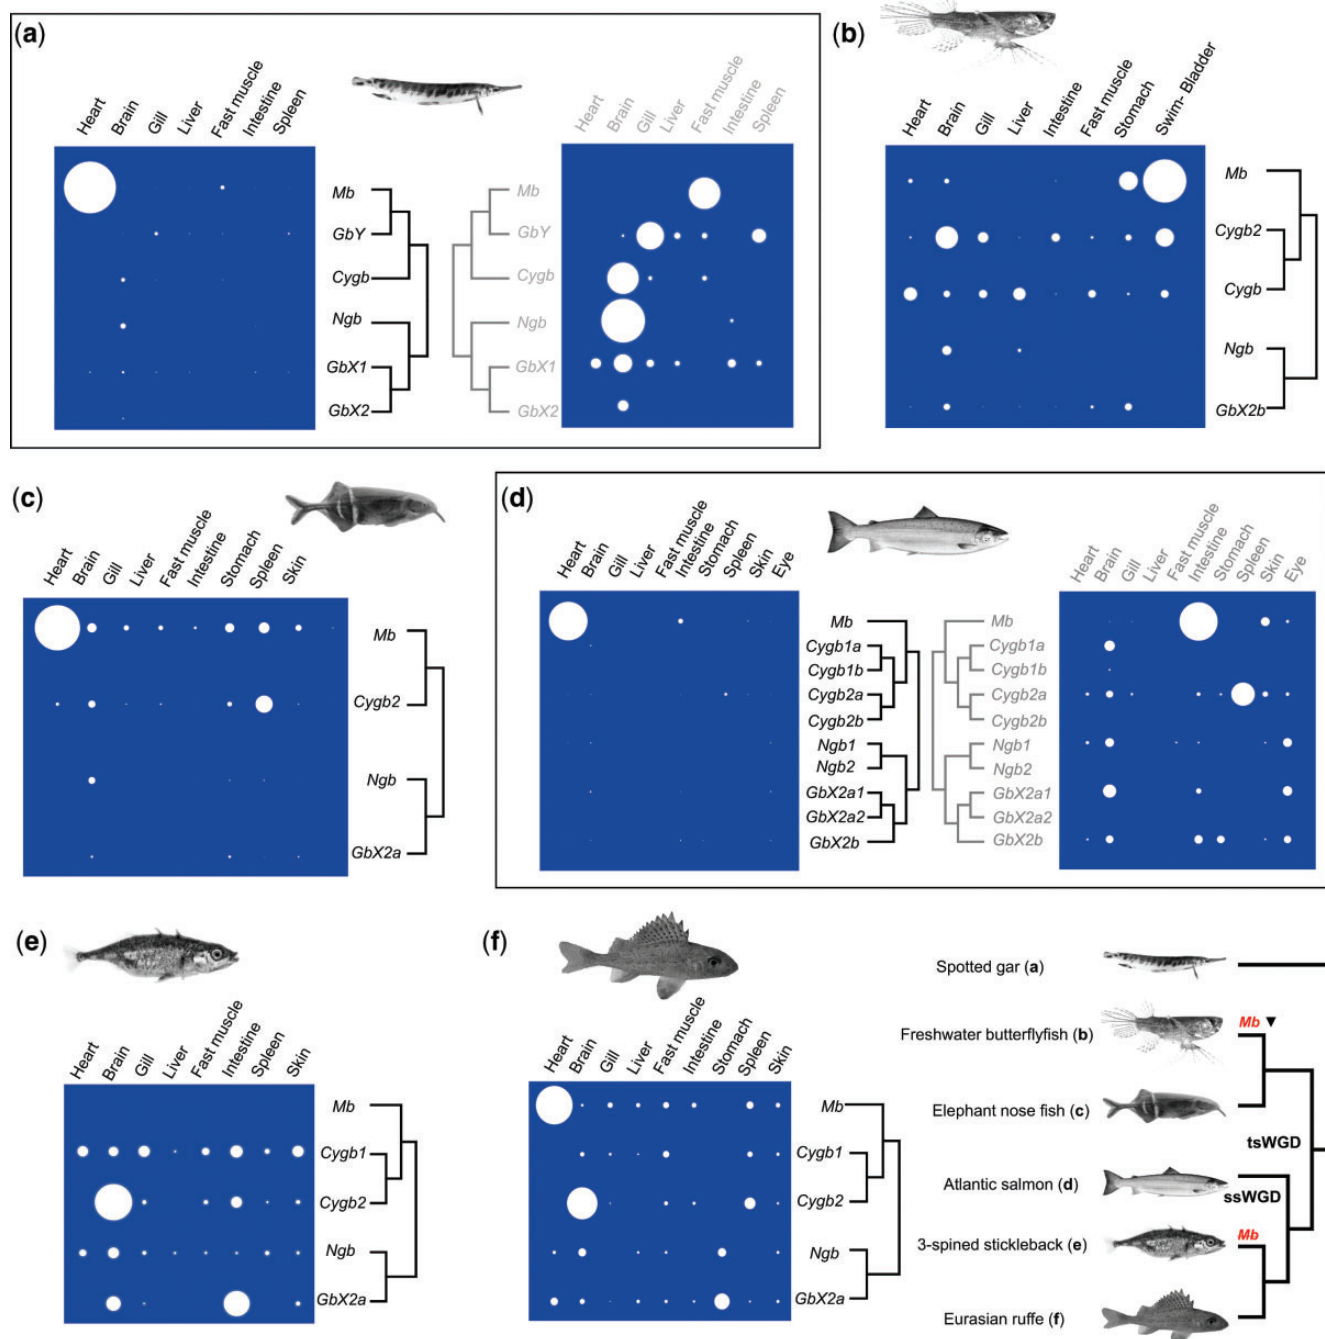 (a)
Heart
Brain
Gill
Liver
Fast muscle
Intestine
Spleen
Mb
GbY
Cygb
Ngb
GbX1
GbX2
Heart
Brain
Gill
Liver
Fast muscle
Intestine
Spleen
Mb
GbY
Cygb
Ngb
GbX1
GbX2
(b)
Heart
Brain
Gill
Liver
Intestine
Fast muscle
Stomach
Swim- Bladder
Mb
Cygb2
Cygb
Ngb
GbX2b
(c)
Heart
Brain
Gill
Liver
Fast muscle
Intestine
Stomach
Spleen
Skin
Mb
Cygb2
Ngb
GbX2a
(d)
Heart
Brain
Gill
Liver
Fast muscle
Intestine
Stomach
Spleen
Skin
Eye
Mb
Cygb1a
Cygb1b
Cygb2a
Cygb2b
Ngb1
Ngb2
GbX2a1
GbX2a2
GbX2b
Heart
Brain
Gill
Liver
Fast muscle
Intestine
Stomach
Spleen
Skin
Eye
Mb
Cygb1a
Cygb1b
Cygb2a
Cygb2b
Ngb1
Ngb2
GbX2a1
GbX2a2
GbX2b
(e)
Heart
Brain
Gill
Liver
Fast muscle
Intestine
Spleen
Skin
Mb
Cygb1
Cygb2
Ngb
GbX2a
(f)
Heart
Brain
Gill
Liver
Fast muscle
Intestine
Stomach
Spleen
Skin
Mb
Cygb1
Cygb2
Ngb
GbX2a
Spotted gar (a)
Freshwater butterflyfish (b)
Mb
Elephant nose fish (c)
tsWGD
Atlantic salmon (d)
ssWGD
3-spined stickleback (e)
Mb
Eurasian ruffe (f)